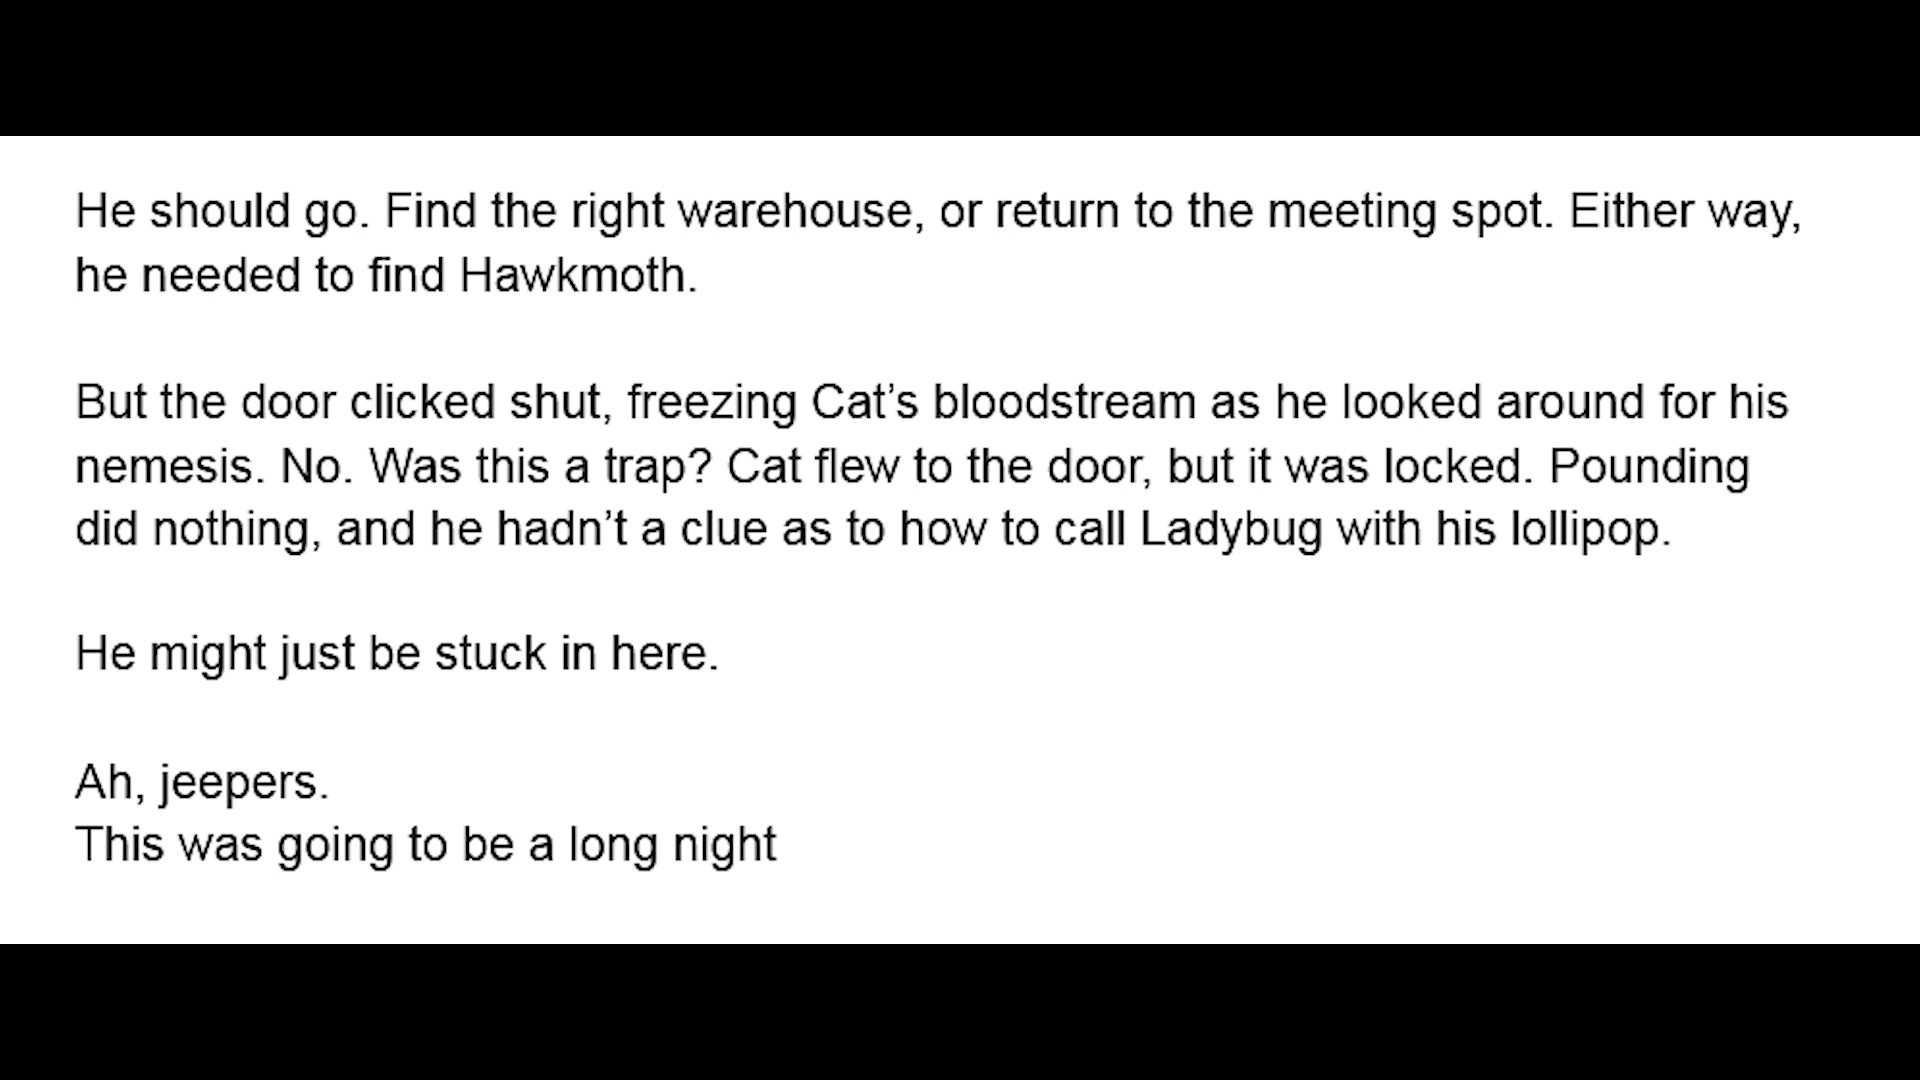 He should go. Find the right warehouse, or return to the meeting spot. Either way,
he needed to find Hawkmoth.
But the door clicked shut, freezing Cat’s bloodstream as he looked around for his
nemesis. No. Was this a trap? Cat flew to the door, but it was locked. Pounding
did nothing, and he hadn’t a clue as to how to call Ladybug with his lollipop.
He might just be stuck in here.
Ah, jeepers.
This was going to be a long night